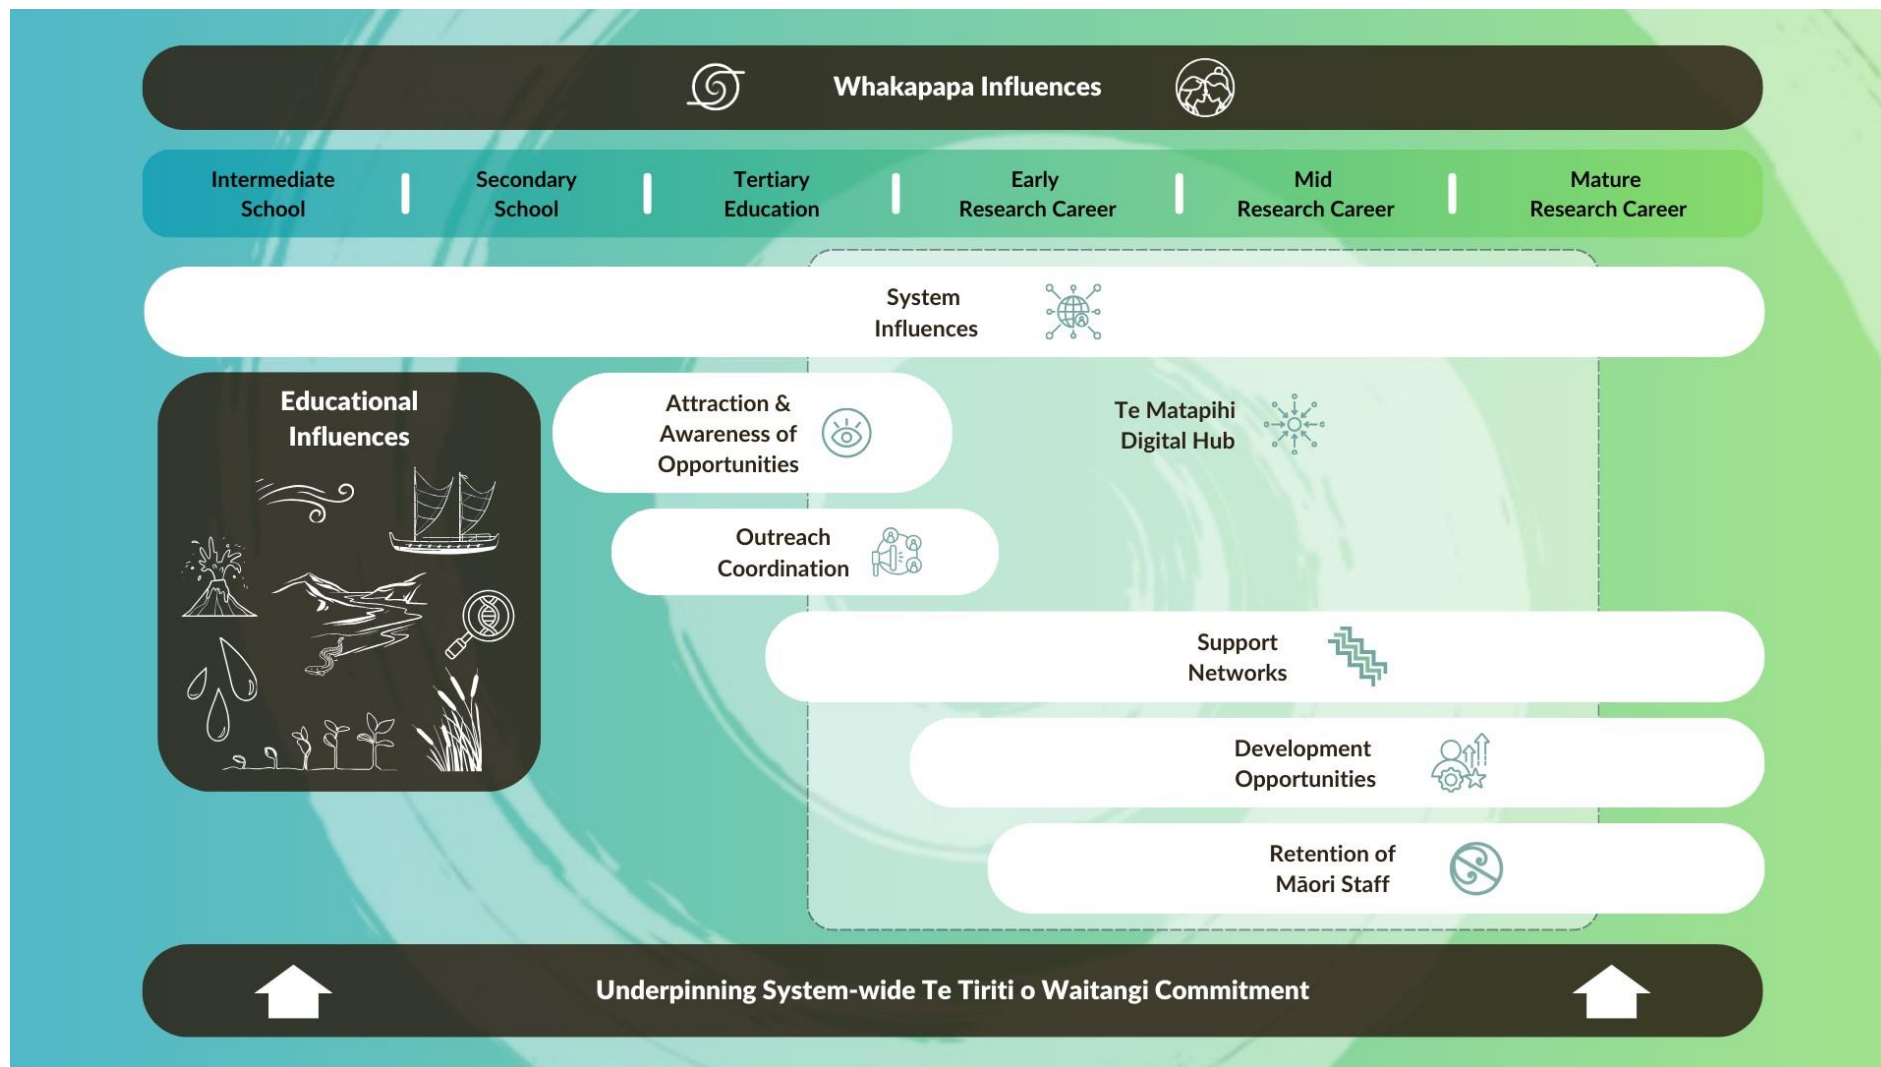 Whakapapa Influences
Intermediate
School
Secondary
School
Tertiary
Education
Early
Research Career
Mid
Research Career
Mature
Research Career
System
Influences
Educational
Influences
Attraction &
Awareness of
Opportunities
Te Matapihi
Digital Hub
Outreach
Coordination
Support
Networks
Development
Opportunities
Retention of
Māori Staff
Underpinning System-wide Te Tiriti o Waitangi Commitment